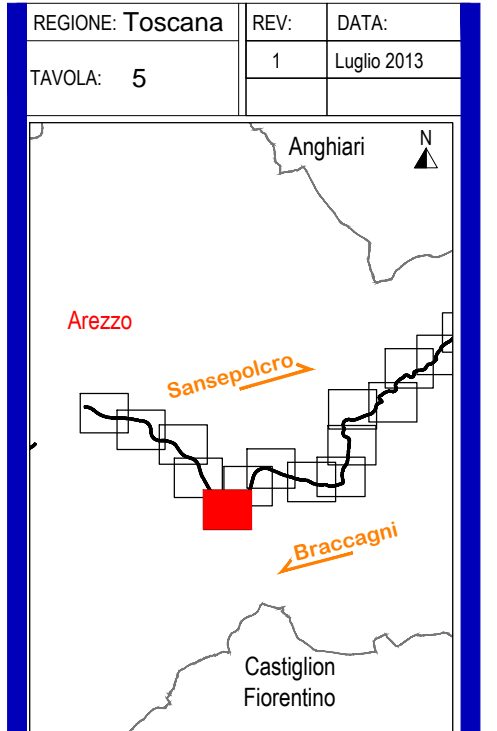 REGIONE: Toscana
REV:
DATA:
TAVOLA: 5
1
Luglio 2013
Anghiari
N
Arezzo
Sansepolcro
Braccagni
Castiglion
Fiorentino